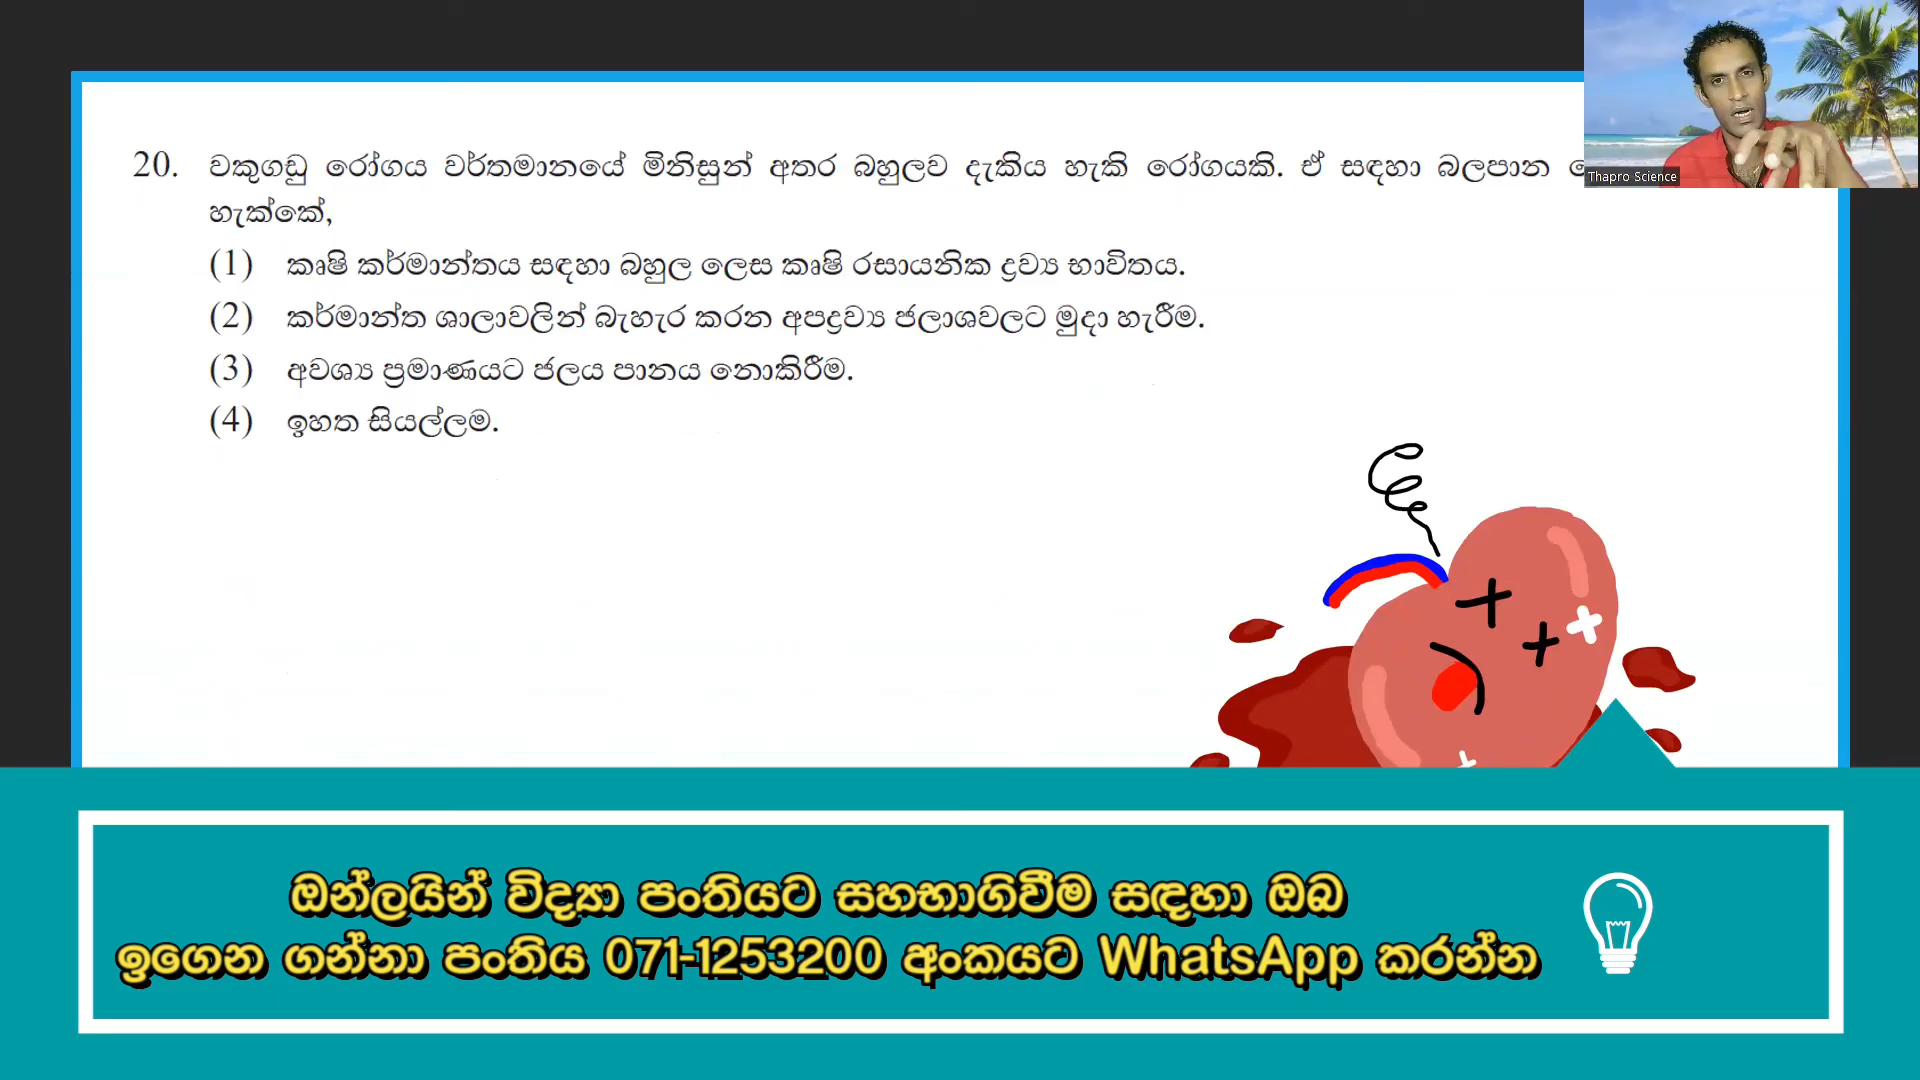 Thapro Science
20. වකුගඩු රෝගය වර්තමානයේ මිනිසුන් අතර බහුලව දැකිය හැකි රෝගයකි. ඒ සඳහා බලපාන
හැක්කේ,
(1) කෘෂි කර්මාන්තය සඳහා බහුල ලෙස කෘෂි රසායනික ද්‍රව්‍ය භාවිතය.
(2) කර්මාන්ත ශාලාවලින් බැහැර කරන අපද්‍රව්‍ය ජලාශවලට මුදා හැරීම.
(3) අවශ්‍ය ප්‍රමාණයට ජලය පානය නොකිරීම.
(4) ඉහත සියල්ලම.
ඔන්ලයින් විද්‍යා පංතියට සහභාගිවීම සඳහා ඔබ
ඉගෙන ගන්නා පංතිය 071-1253200 අංකයට WhatsApp කරන්න